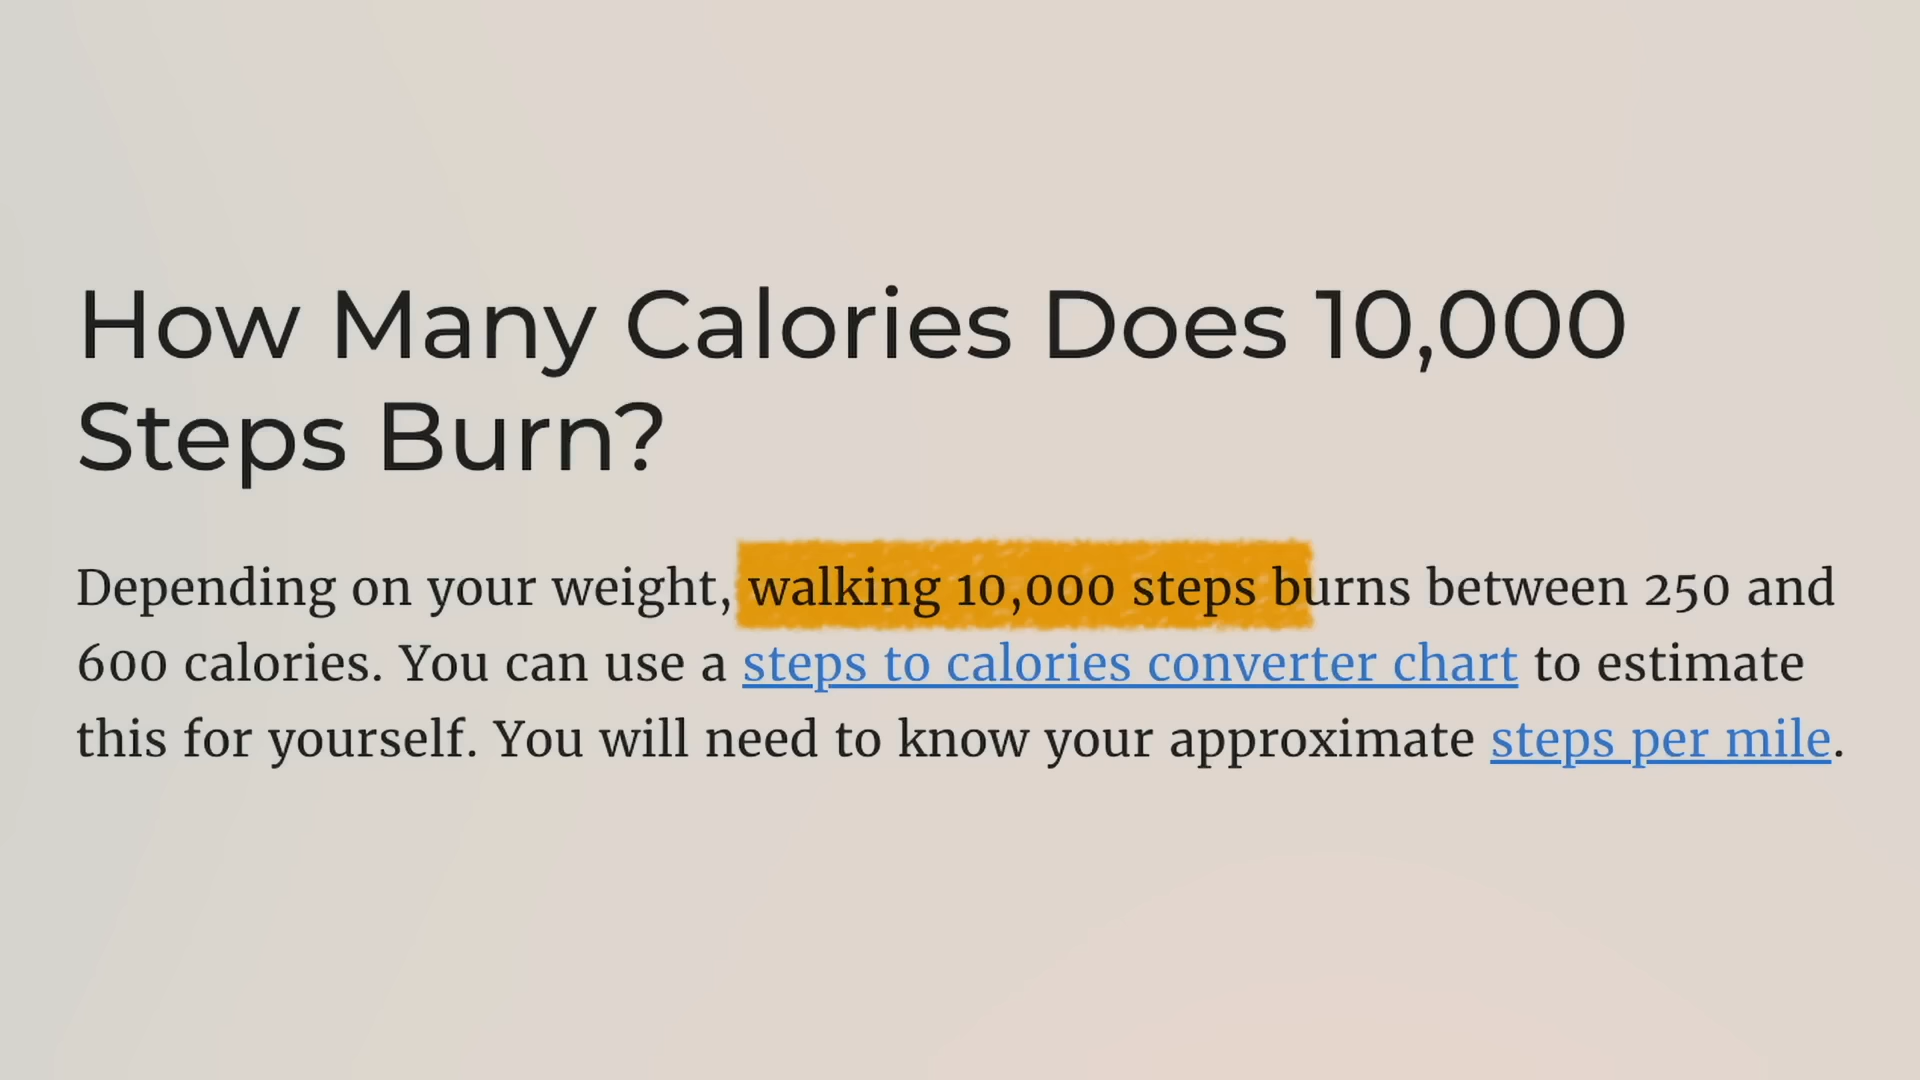 How Many Calories Does 10,000
Steps Burn?
Depending on your weight, walking 10,000 steps burns between 250 and
600 calories. You can use a steps to calories converter chart to estimate
this for yourself. You will need to know your approximate steps per mile.